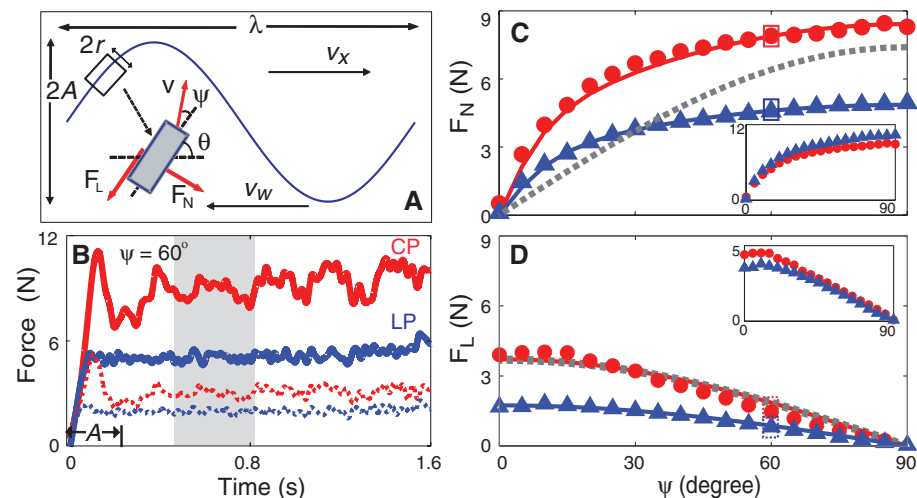 λ
2r
v_x
2A
v
ψ
θ
F_L
F_N
v_w
A
9
C
6
F_N (N)
3
0
12
0
0
90
B
12
ψ = 60°
CP
Force (N)
6
LP
0
A
0
0.8
1.6
Time (s)
9
D
6
F_L (N)
3
0
5
0
0
90
0
30
60
90
ψ (degree)